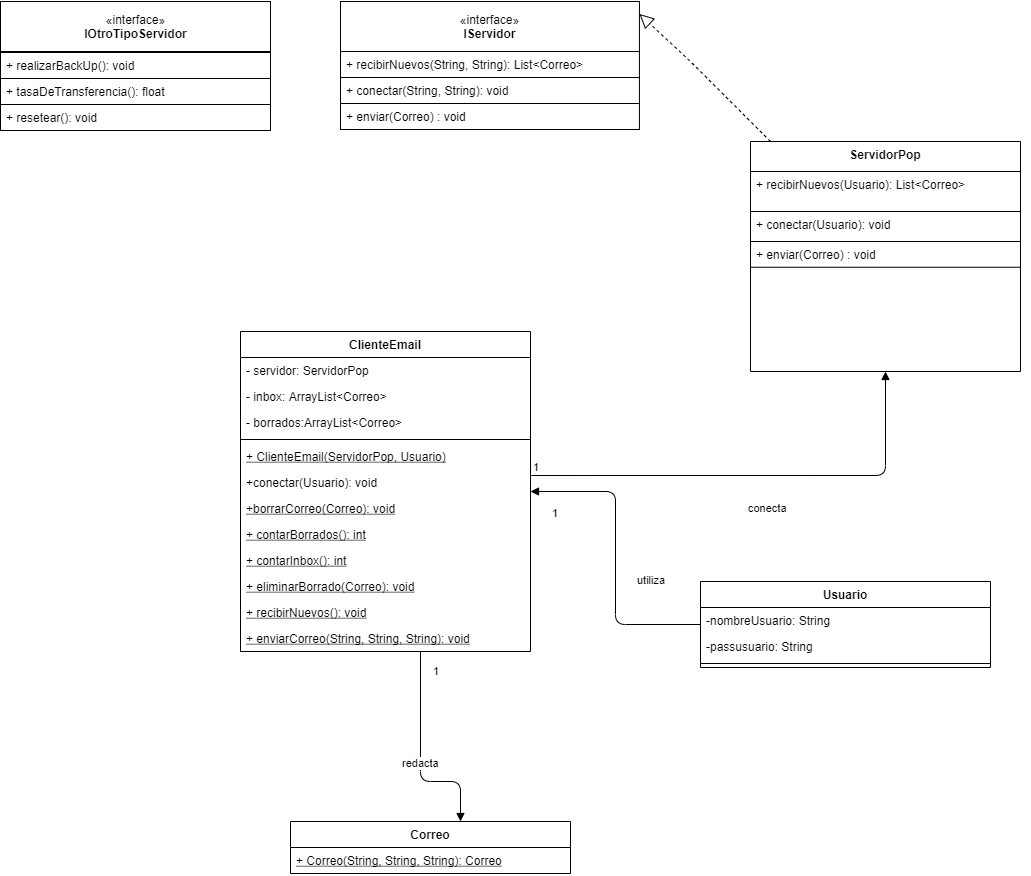 «interface»
IOtroTipoServidor
+ realizarBackUp(): void
+ tasaDeTransferencia(): float
+ resetear(): void
«interface»
IServidor
+ recibirNuevos(String, String): List<Correo>
+ conectar(String, String): void
+ enviar(Correo) : void
ServidorPop
+ recibirNuevos(Usuario): List<Correo>
+ conectar(Usuario): void
+ enviar(Correo) : void
ClienteEmail
- servidor: ServidorPop
- inbox: ArrayList<Correo>
- borrados:ArrayList<Correo>
+ ClienteEmail(ServidorPop, Usuario)
+conectar(Usuario): void
+borrarCorreo(Correo): void
+ contarBorrados(): int
+ contarInbox(): int
+ eliminarBorrado(Correo): void
+ recibirNuevos(): void
+ enviarCorreo(String, String, String): void
1
conecta
1
utiliza
Usuario
-nombreUsuario: String
-passusuario: String
1
redacta
Correo
+ Correo(String, String, String): Correo